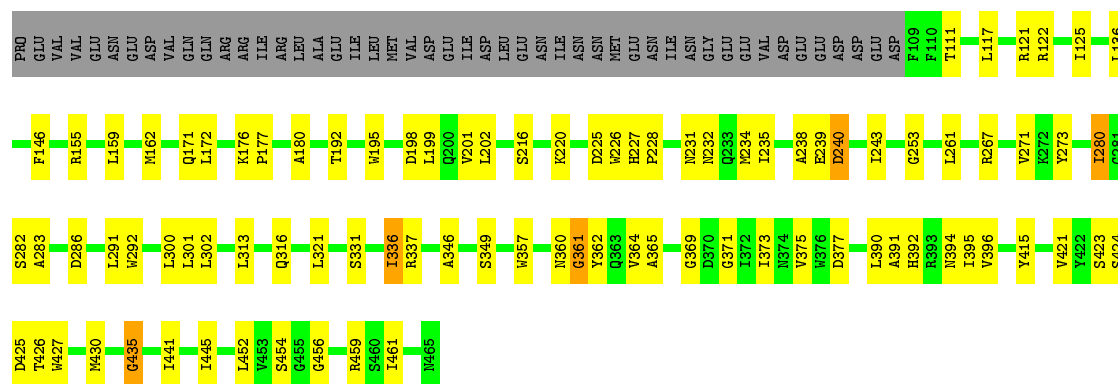 PRO GLU VAL VAL GLU ASN GLU ASP VAL GLN GLN ARG ARG ILE ARG LEU ALA GLU ILE LEU MET VAL ASP GLU ILE ASP LEU GLU ASN ILE ASN ASN MET GLU ASN ILE ASN GLY GLU GLU VAL ASP GLU GLU ASP ASP GLU ASP F109 F110 T111 L117 R121 R122 I125 L136
F146 R155 L159 M162 Q171 L172 K176 P177 A180 T192 W195 D198 L199 Q200 V201 L202 S216 K220 D225 W226 H227 P228 N231 N232 Q233 M234 I235 A238 E239 D240 I243 G253 L261 R267 V271 K272 Y273 I280 G281
S282 A283 D286 L291 W292 L300 L301 L302 L313 Q316 L321 S331 I336 R337 A346 S349 W357 N360 G361 Y362 Q363 V364 A365 G369 D370 G371 I372 I373 N374 V375 W376 D377 L390 A391 H392 R393 N394 I395 V396 Y415 V421 Y422 S423 S424
D425 T426 W427 M430 G435 I441 I445 L452 V453 S454 G455 G456 R459 S460 I461 N465